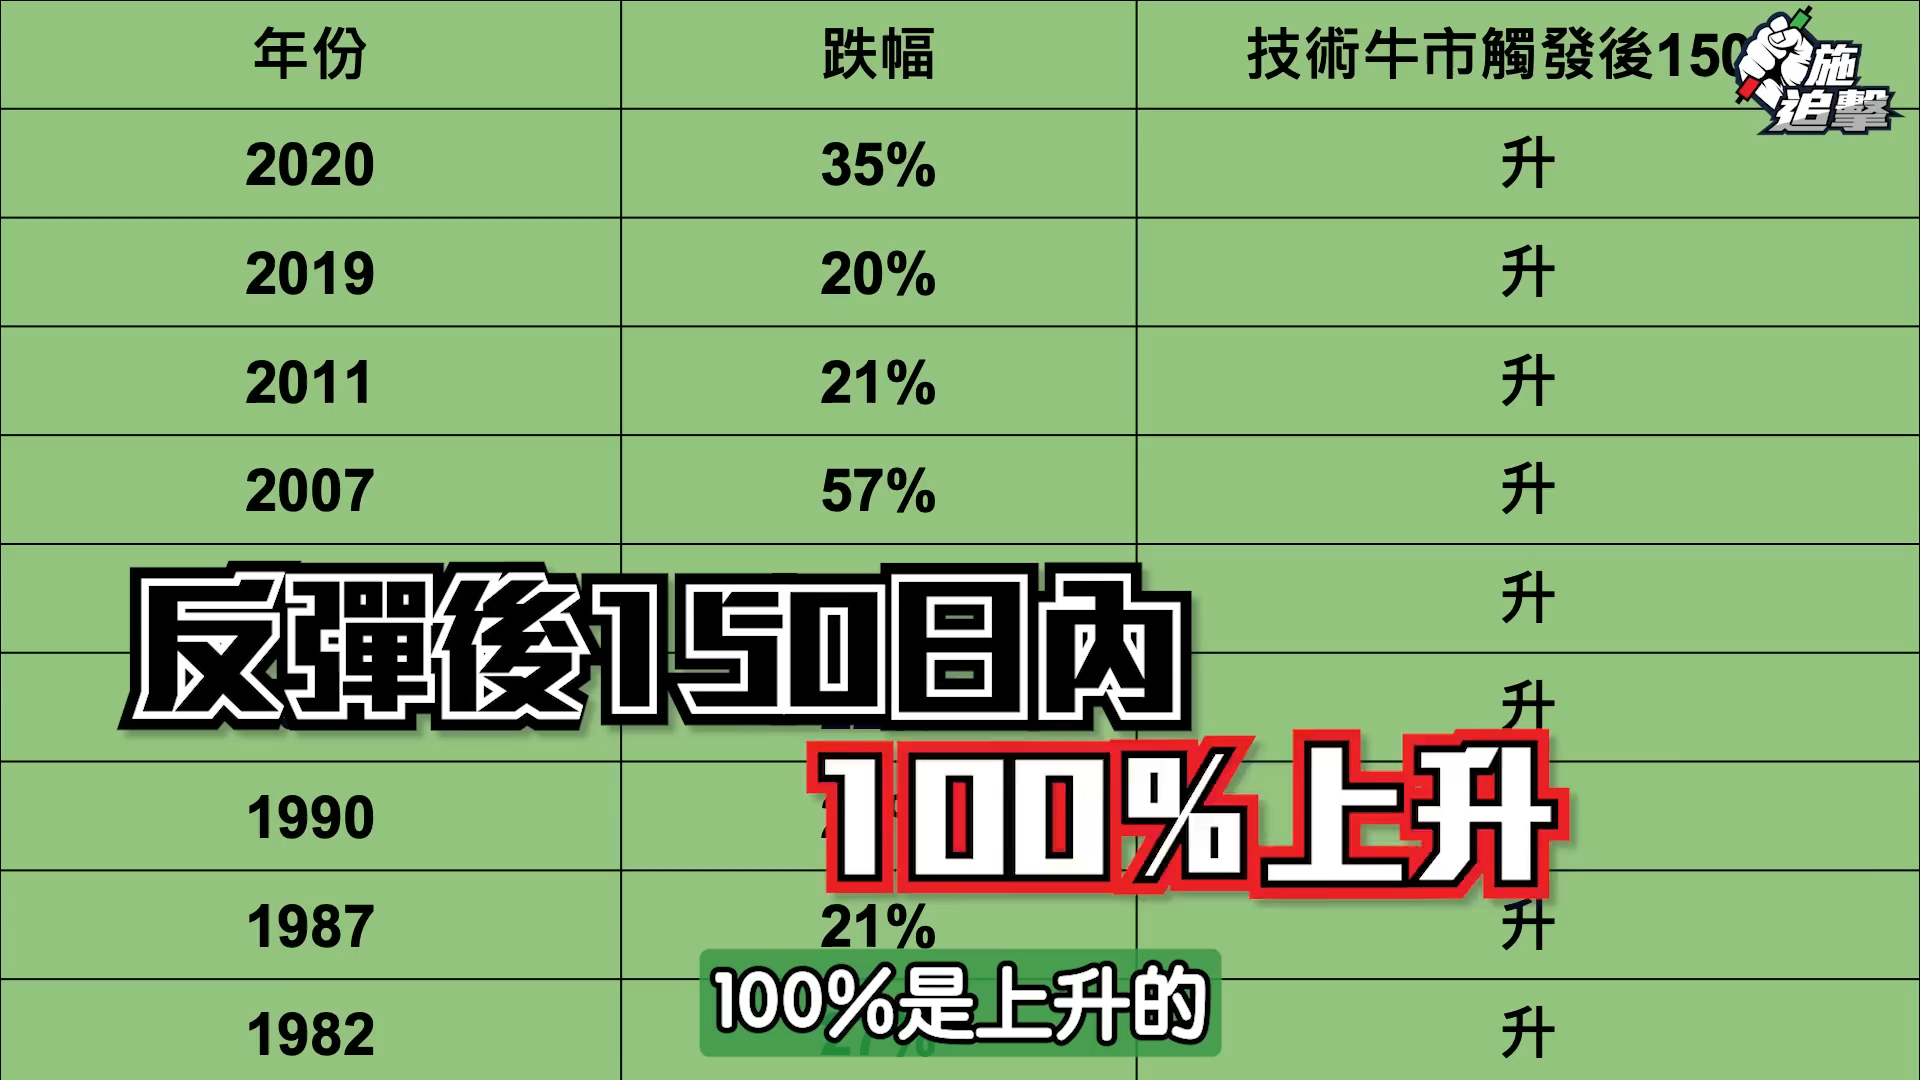 年份 跌幅 技術牛市觸發後150
施
追擊
2020 35% 升
2019 20% 升
2011 21% 升
2007 57% 升
升
升
反彈後150日內
100%上升
1990
1987 21% 升
100%是上升的
1982 27% 升